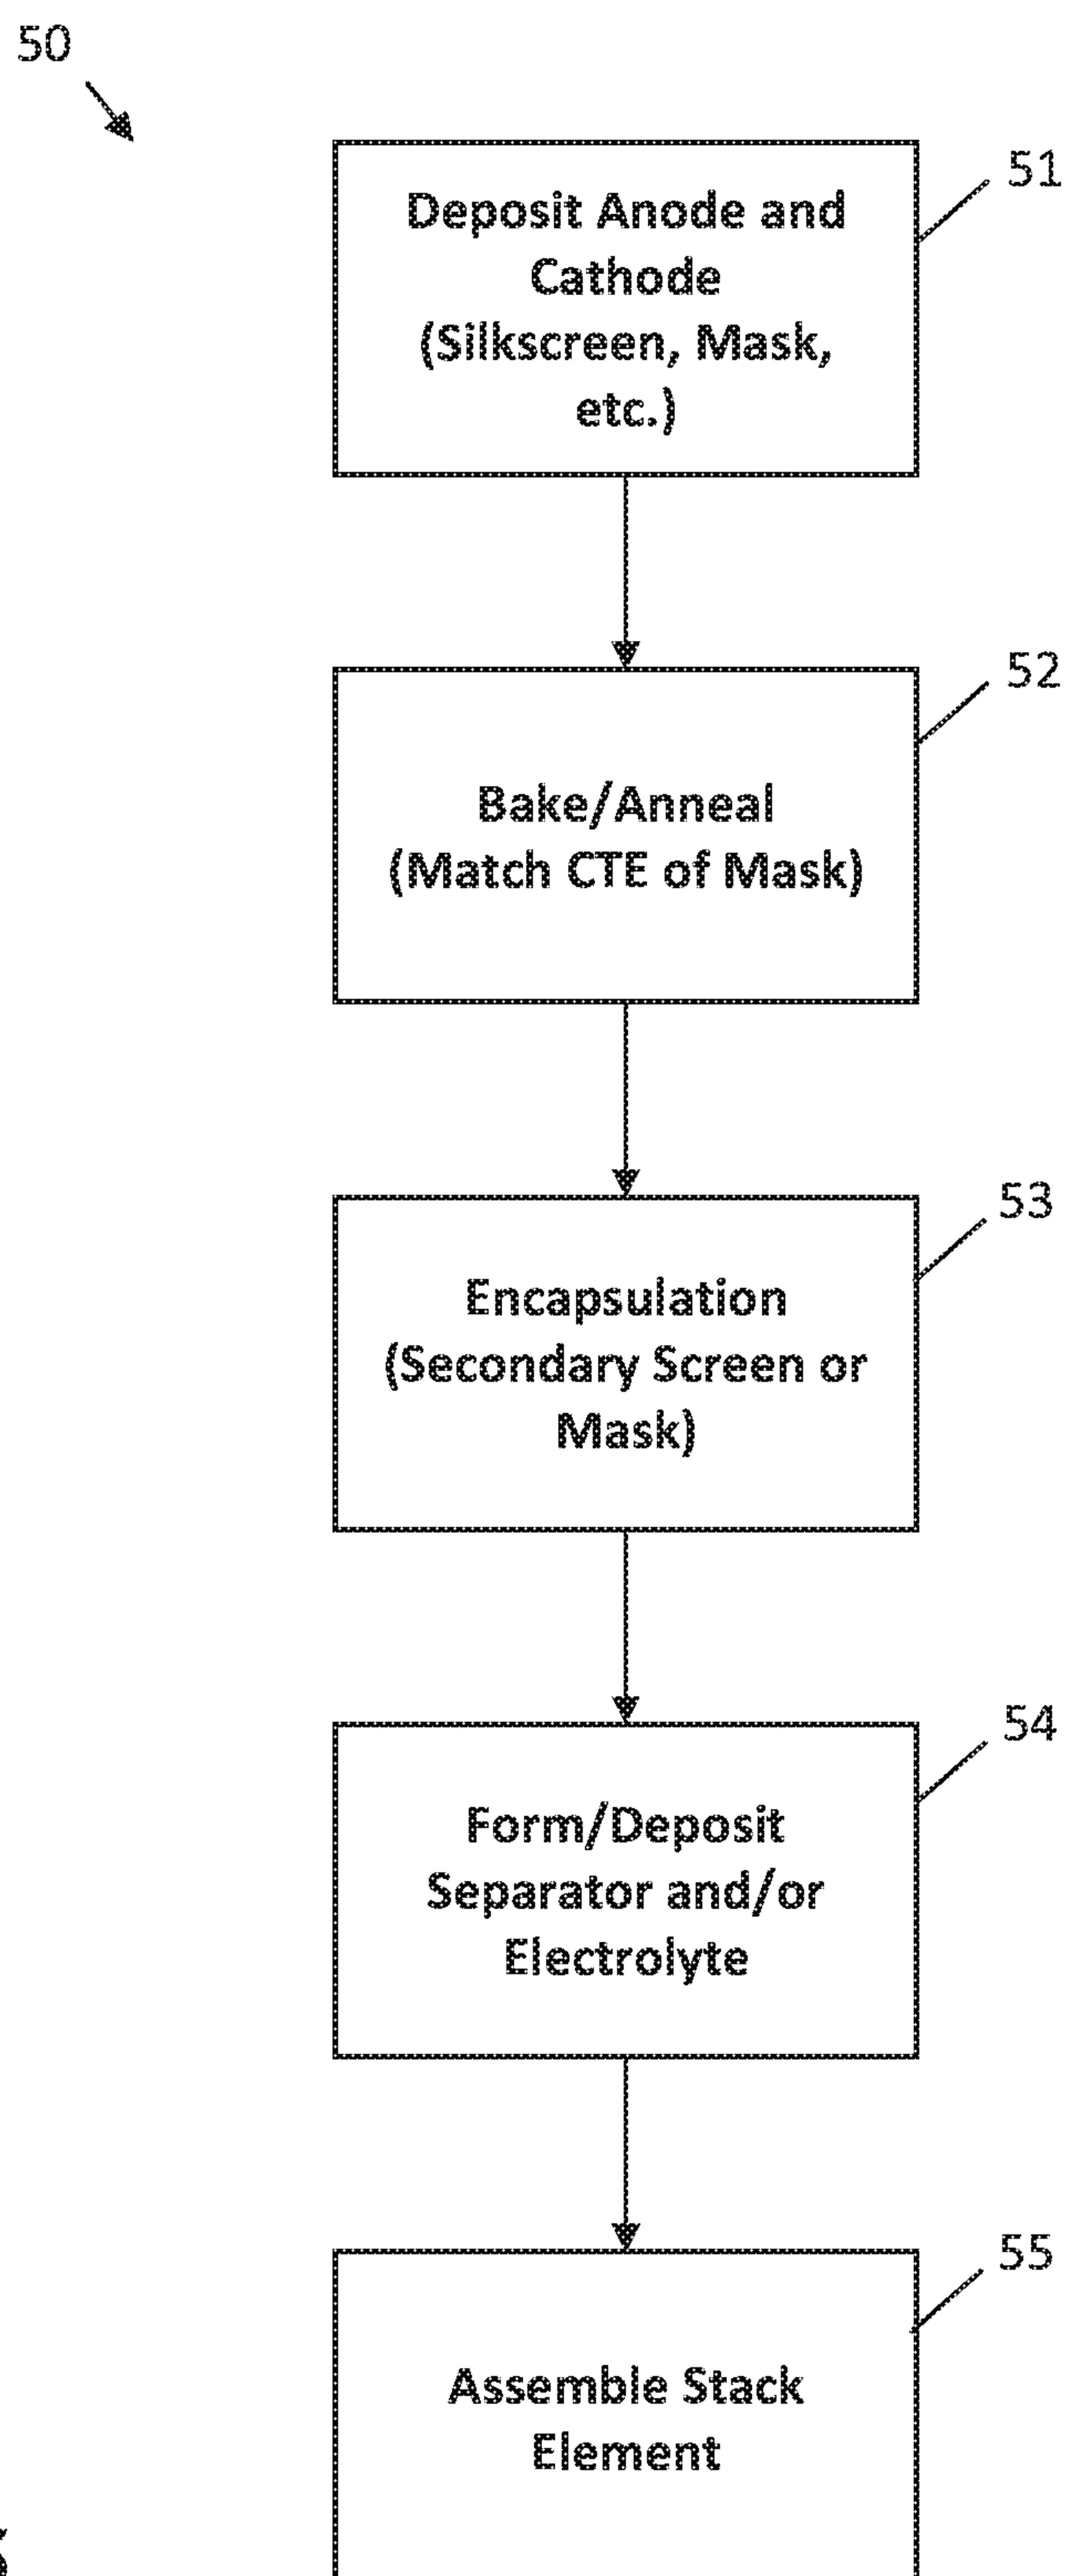 50
51
Deposit Anode and
Cathode
(Silkscreen, Mask,
etc.)
52
Bake/Anneal
(Match CTE of Mask)
53
Encapsulation
(Secondary Screen or
Mask)
54
Form/Deposit
Separator and/or
Electrolyte
55
Assemble Stack
Element